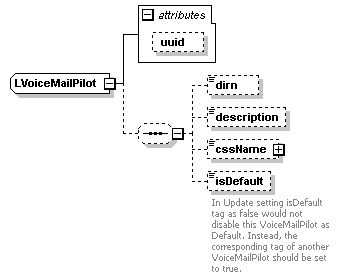 attributes
uuid
LVoiceMailPilot
dirn
description
cssName
isDefault
In Update setting isDefault
tag as false would not
disable this VoiceMailPilot as
Default. Instead, the
corresponding tag of another
VoiceMailPilot should be set
to true.